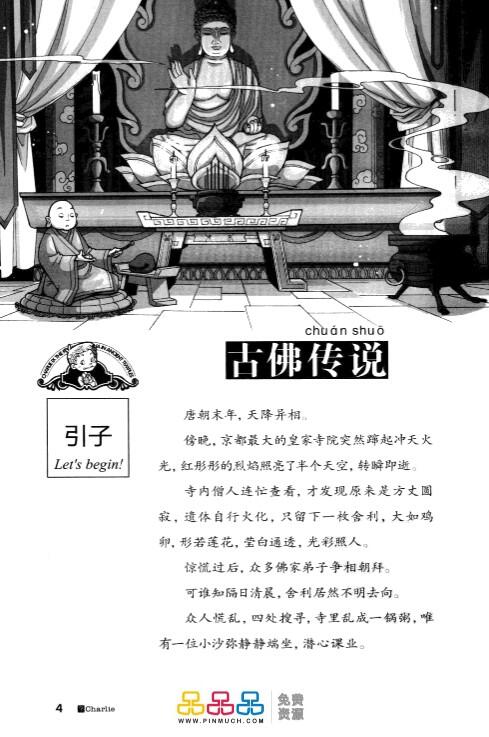 chuán shuō
古佛传说
引子
Let's begin!
唐朝末年，天降异相。
傍晚，京都最大的皇家寺院突然蹿起冲天火
光，红彤彤的烈焰照亮了半个天空，转瞬即逝。
寺内僧人连忙查看，才发现原来是方丈圆
寂，遗体自行火化，只留下一枚舍利，大如鸡
卵，形若莲花，莹白通透，光彩照人。
惊慌过后，众多佛家弟子争相朝拜。
可谁知隔日清晨，舍利居然不明去向。
众人慌乱，四处搜寻，寺里乱成一锅粥，唯
有一位小沙弥静静端坐，潜心课业。
4
Charlie
品品品
WWW.PINMUCH.COM
免费
资源